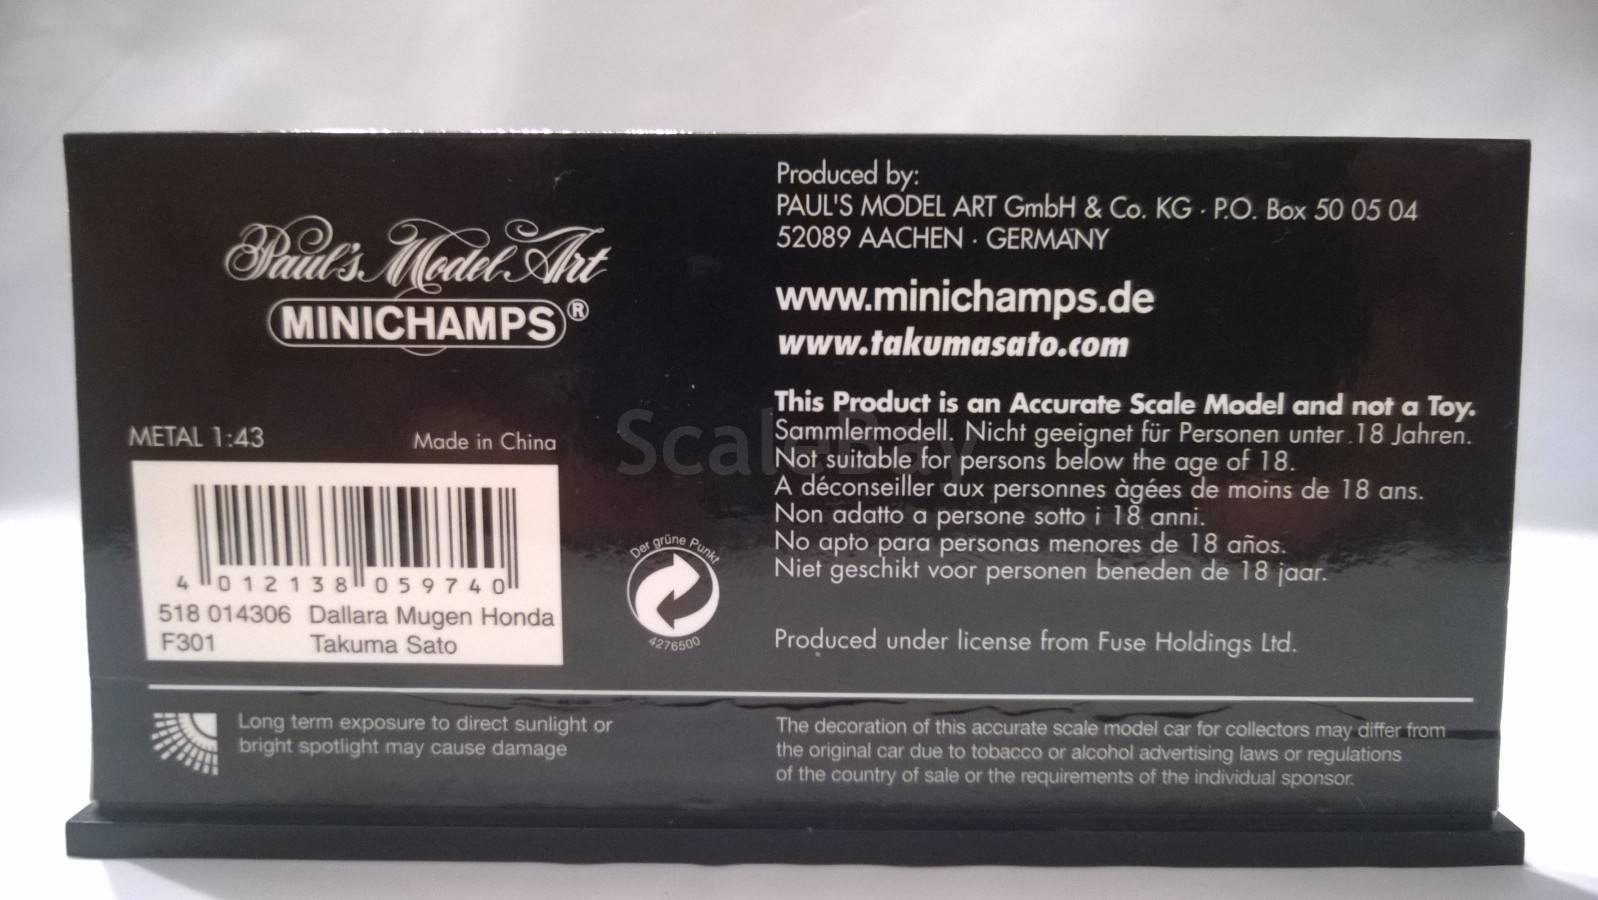 Paul's Model Art
MINICHAMPS®
METAL 1:43
Made in China
4 012138 059740
518 014306 Dallara Mugen Honda
F301 Takuma Sato
Der grüne Punkt
4276500
Produced by:
PAUL'S MODEL ART GmbH & Co. KG · P.O. Box 50 05 04
52089 AACHEN · GERMANY
www.minichamps.de
www.takumasato.com
This Product is an Accurate Scale Model and not a Toy.
Sammlermodell. Nicht geeignet für Personen unter 18 Jahren.
Not suitable for persons below the age of 18.
A déconseiller aux personnes àgées de moins de 18 ans.
Non adatto a persone sotto i 18 anni.
No apto para personas menores de 18 años.
Niet geschikt voor personen beneden de 18 jaar.
Produced under license from Fuse Holdings Ltd.
Long term exposure to direct sunlight or
bright spotlight may cause damage
The decoration of this accurate scale model car for collectors may differ from
the original car due to tobacco or alcohol advertising laws or regulations
of the country of sale or the requirements of the individual sponsor.
ScaleBay